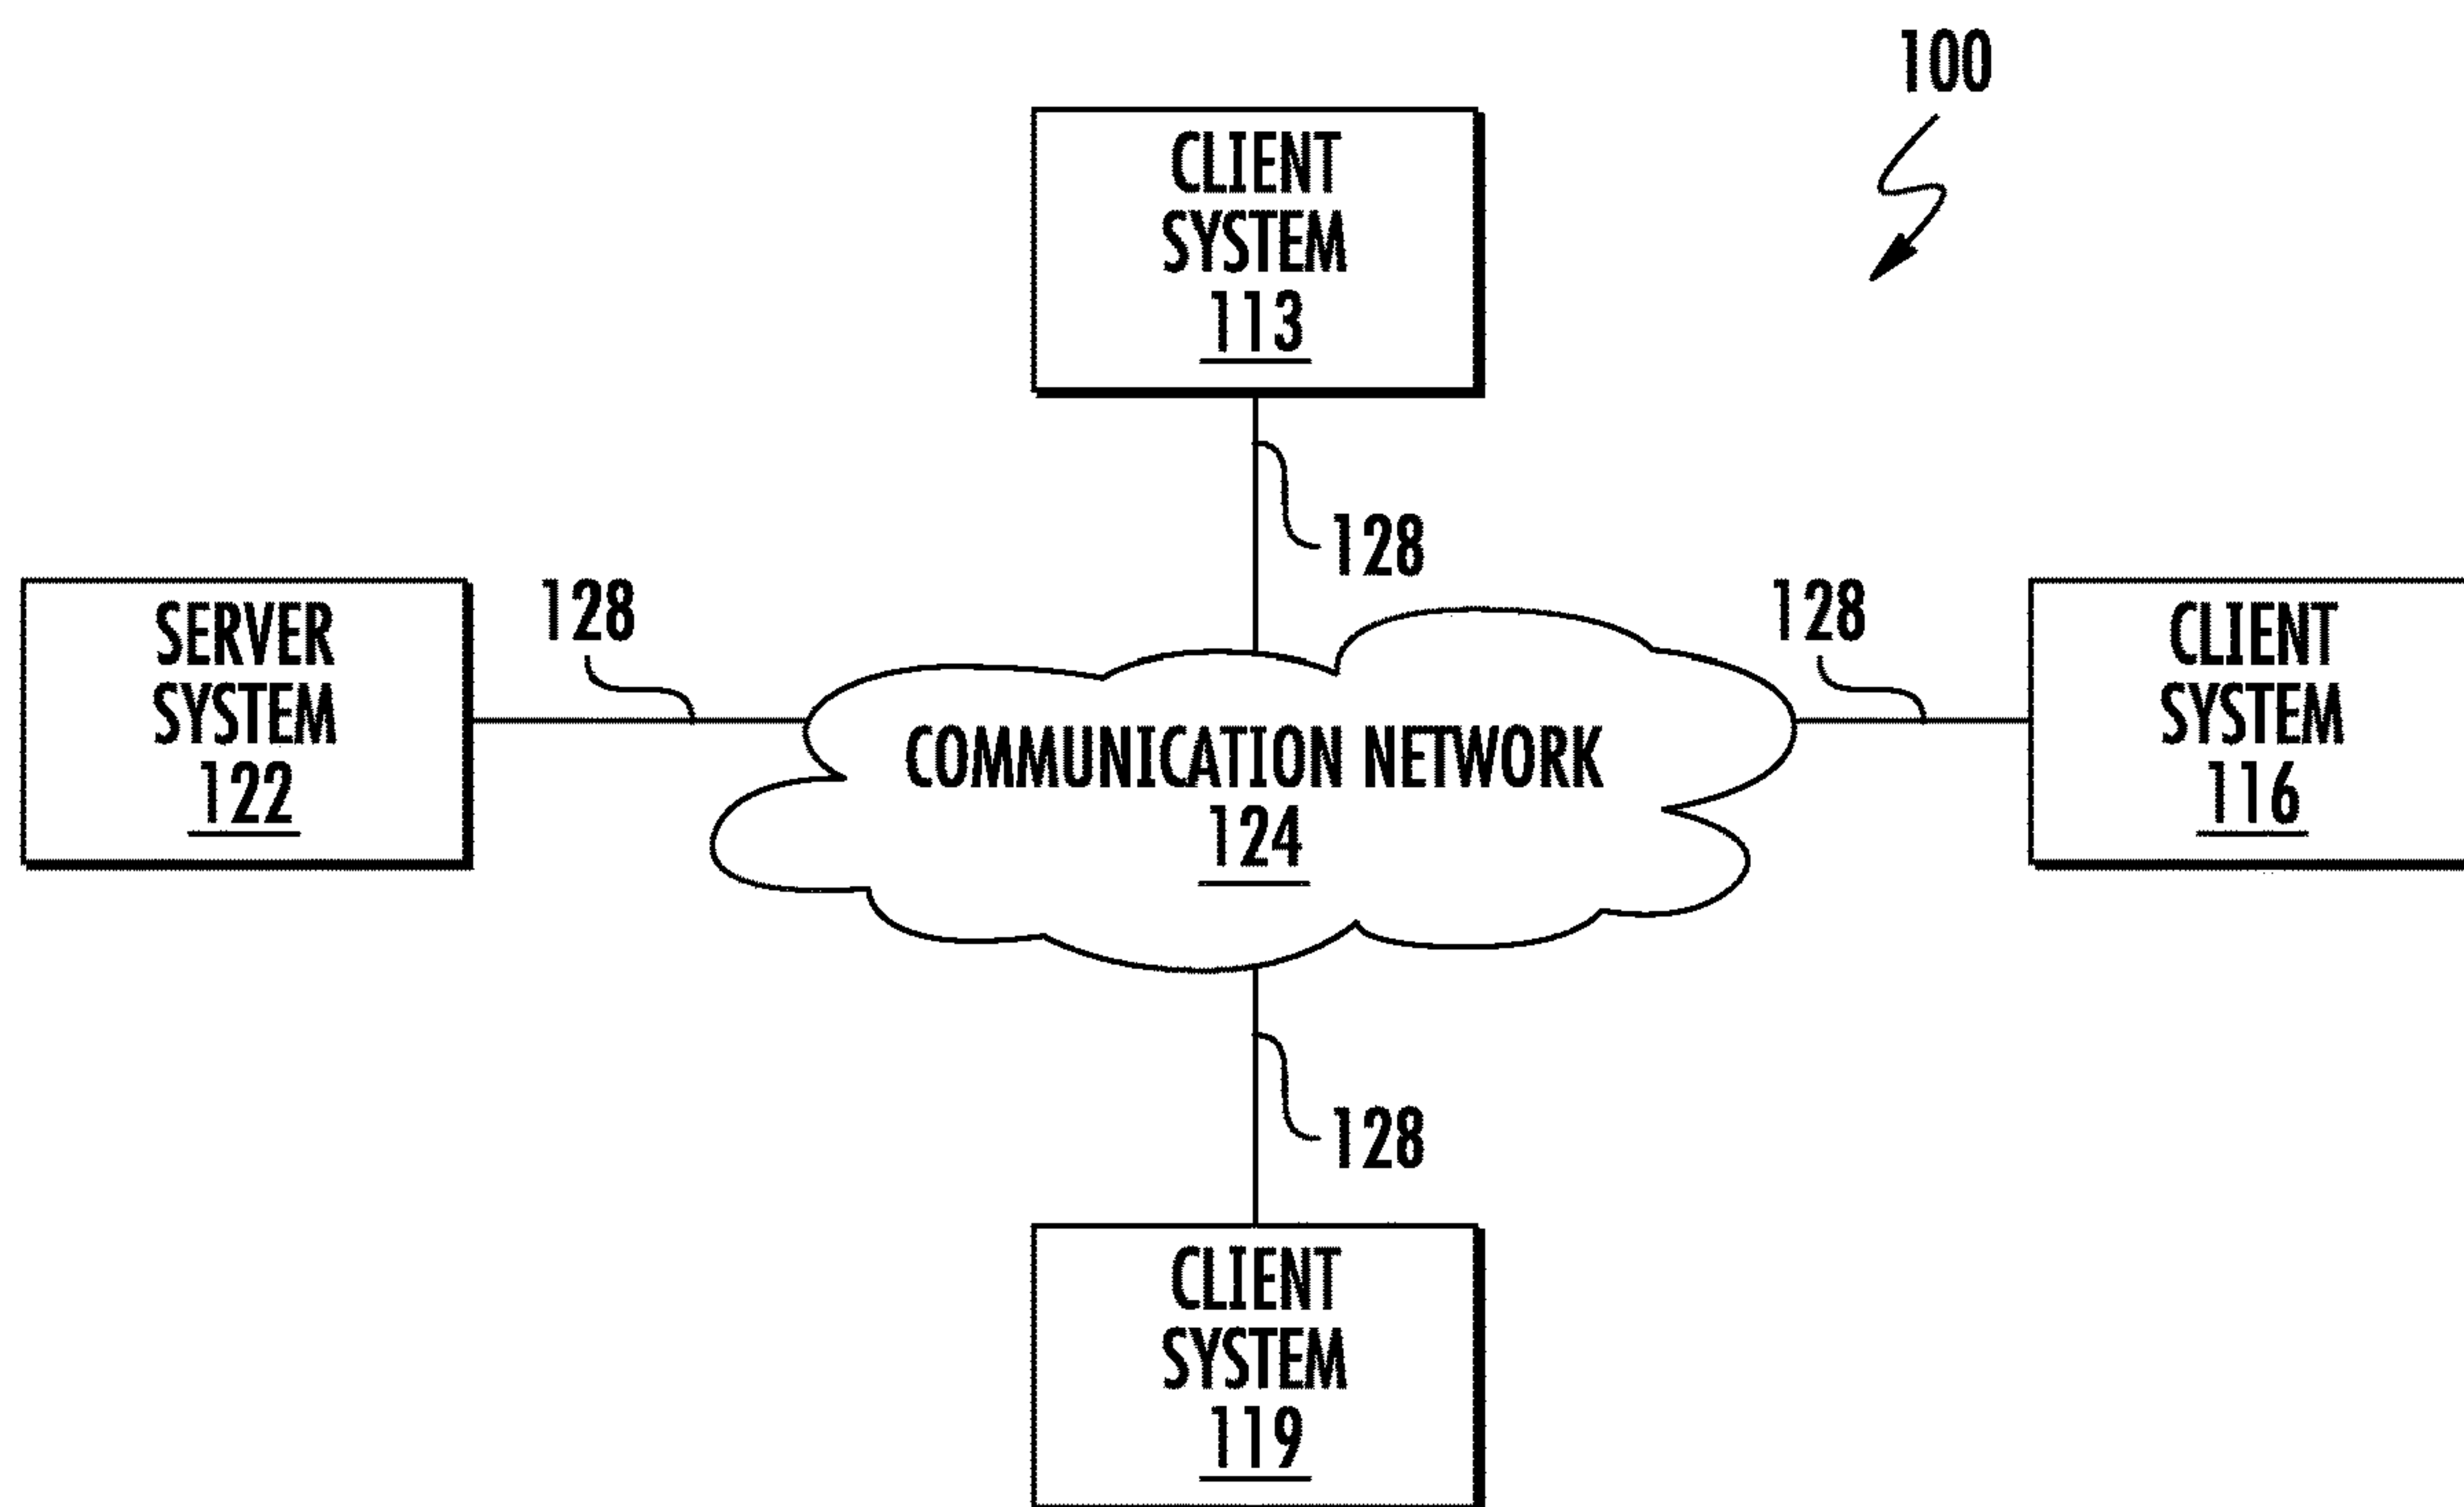 100
CLIENT
SYSTEM
113
128
SERVER
SYSTEM
122
128
128
CLIENT
SYSTEM
116
COMMUNICATION NETWORK
124
128
CLIENT
SYSTEM
119